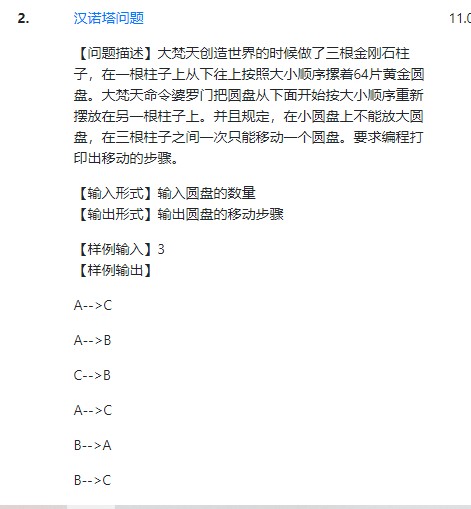 2. 汉诺塔问题 11.0
【问题描述】大梵天创造世界的时候做了三根金刚石柱
子，在一根柱子上从下往上按照大小顺序摞着64片黄金圆
盘。大梵天命令婆罗门把圆盘从下面开始按大小顺序重新
摆放在另一根柱子上。并且规定，在小圆盘上不能放大圆
盘，在三根柱子之间一次只能移动一个圆盘。要求编程打
印出移动的步骤。
【输入形式】输入圆盘的数量
【输出形式】输出圆盘的移动步骤
【样例输入】3
【样例输出】
A-->C
A-->B
C-->B
A-->C
B-->A
B-->C